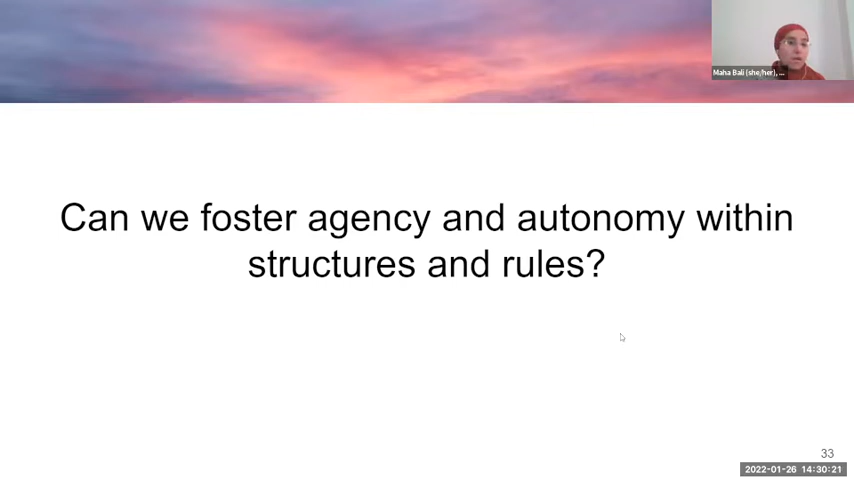 Maha Bali (she/her), ...
Can we foster agency and autonomy within
structures and rules?
33
2022-01-26 14:30:21